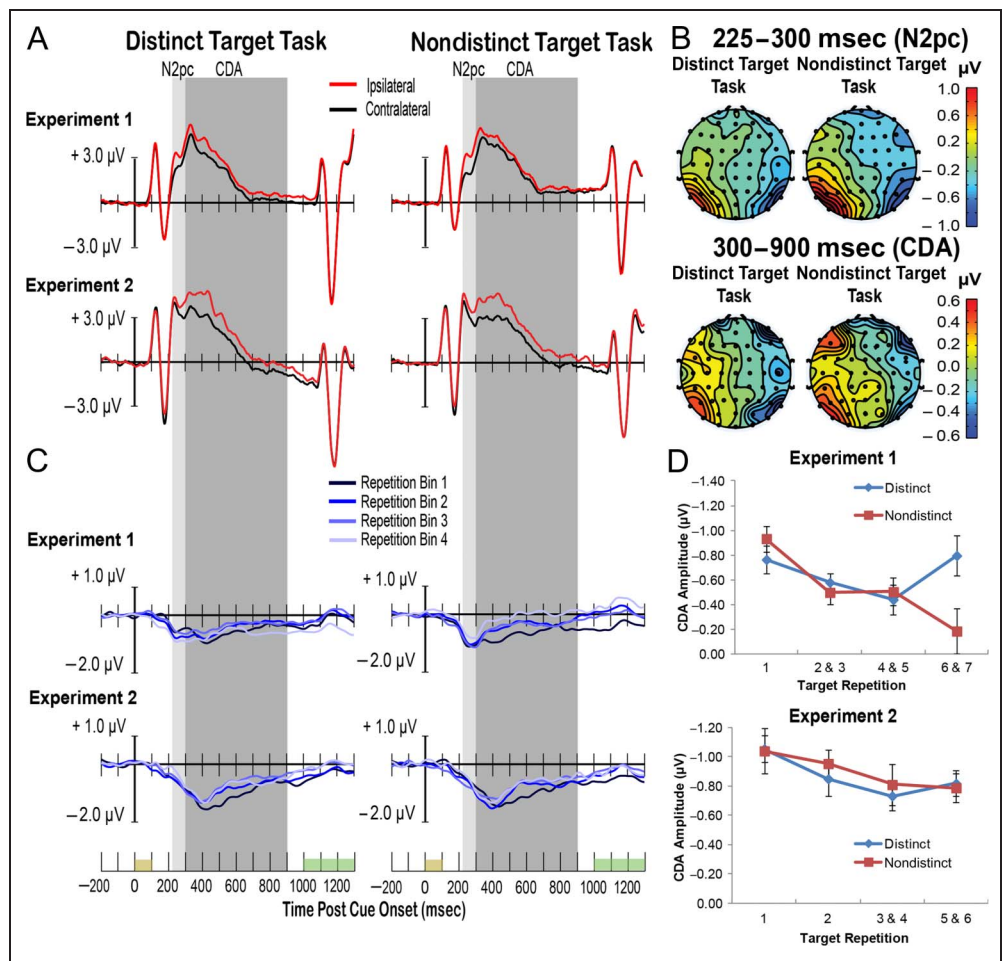 A
Distinct Target Task
Nondistinct Target Task
N2pc CDA
N2pc CDA
Ipsilateral
Contralateral
Experiment 1
+ 3.0 µV
−3.0 µV
Experiment 2
+ 3.0 µV
−3.0 µV
B
225–300 msec (N2pc)
Distinct Target Task
Nondistinct Target Task
µV
1.0
0.5
0.0
− 0.5
− 1.0
300–900 msec (CDA)
Distinct Target Task
Nondistinct Target Task
µV
0.6
0.4
0.2
0.0
− 0.2
− 0.4
− 0.6
C
Repetition Bin 1
Repetition Bin 2
Repetition Bin 3
Repetition Bin 4
Experiment 1
+ 1.0 µV
−2.0 µV
+ 1.0 µV
−2.0 µV
Experiment 2
+ 1.0 µV
−2.0 µV
+ 1.0 µV
−2.0 µV
−200 0 200 400 600 800 1000 1200
−200 0 200 400 600 800 1000 1200
Time Post Cue Onset (msec)
D
Experiment 1
Distinct
Nondistinct
CDA Amplitude (µV)
−1.40
−1.20
−1.00
−0.80
−0.60
−0.40
−0.20
0.00
1 2 & 3 4 & 5 6 & 7
Target Repetition
Experiment 2
CDA Amplitude (µV)
−1.20
−1.00
−0.80
−0.60
−0.40
−0.20
0.00
Distinct
Nondistinct
1 2 3 & 4 5 & 6
Target Repetition